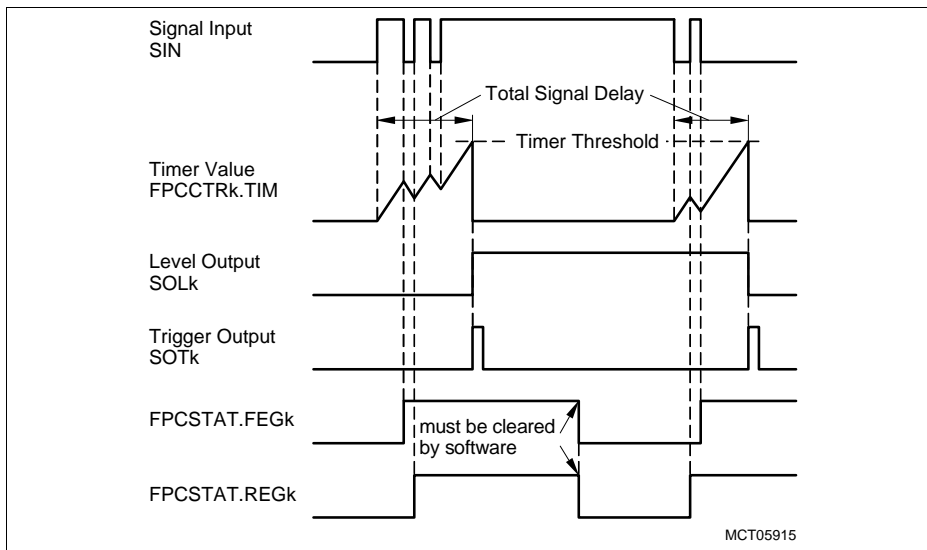 Signal Input
SIN
Total Signal Delay
Timer Threshold
Timer Value
FPCCTRk.TIM
Level Output
SOLk
Trigger Output
SOTk
FPCSTAT.FEGk
must be cleared
by software
FPCSTAT.REGk
MCT05915